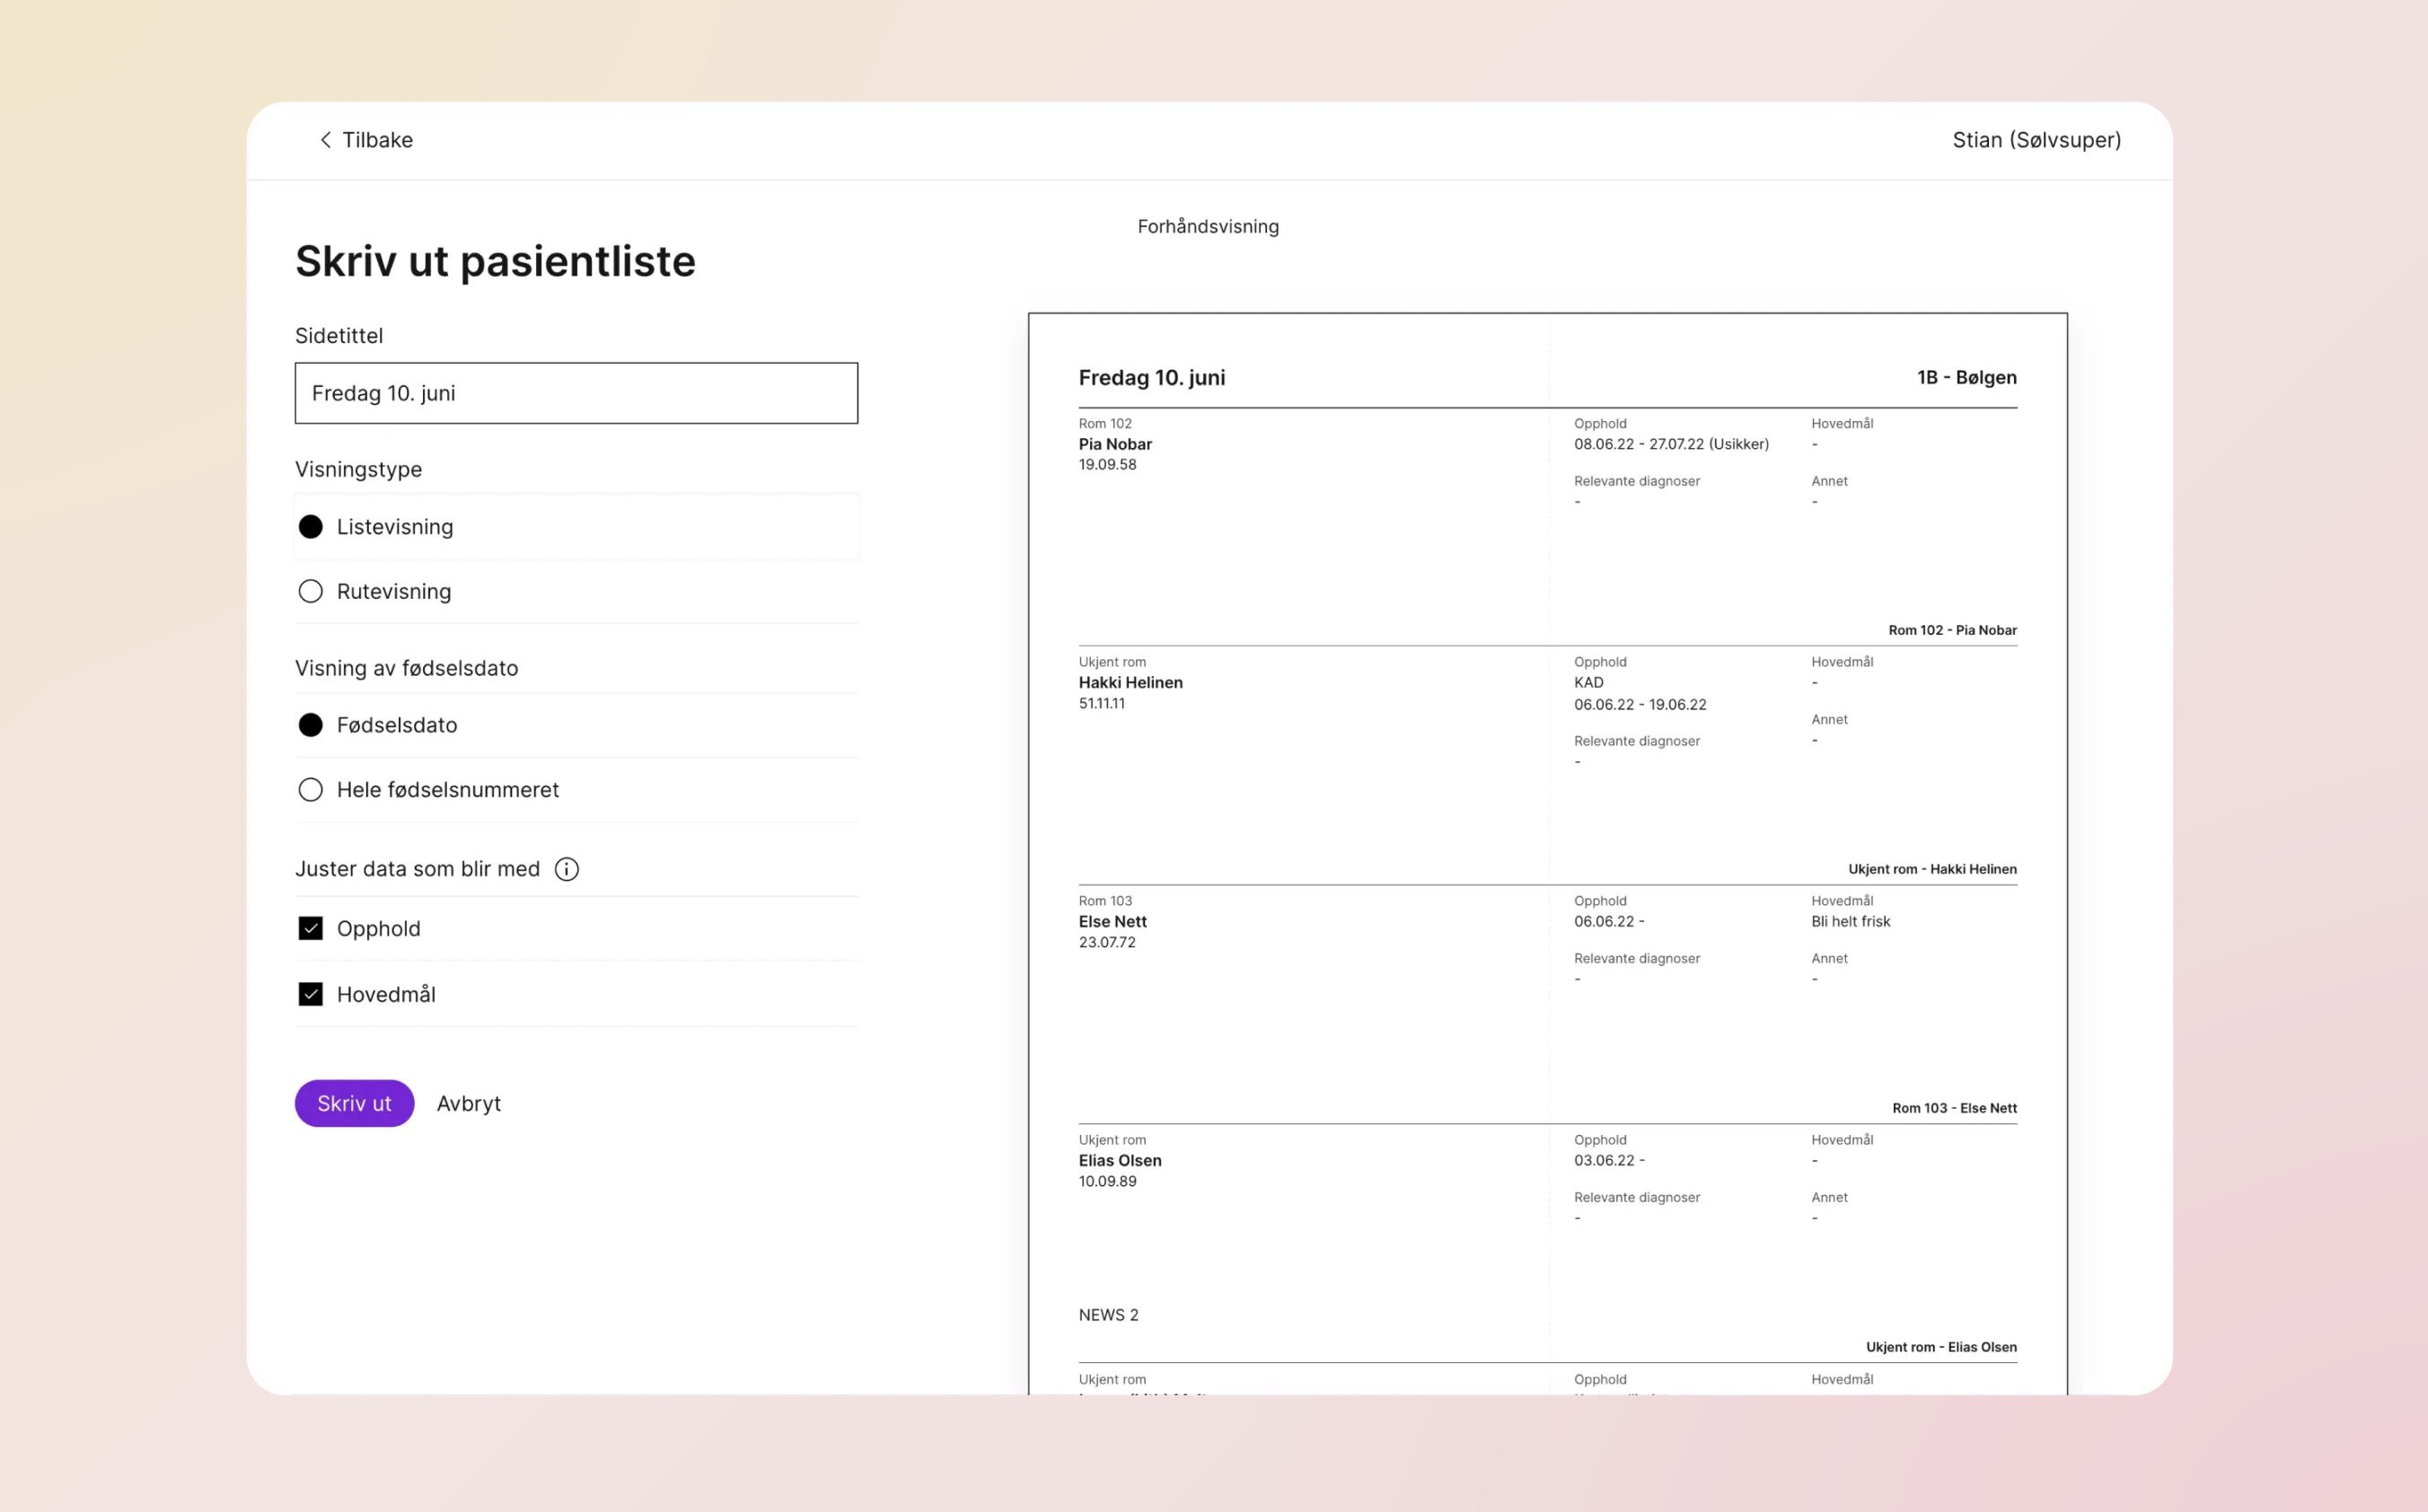 Tilbake
Stian (Sølvsuper)
Skriv ut pasientliste
Sidetittel
Fredag 10. juni
Visningstype
Listevisning
Rutevisning
Visning av fødselsdato
Fødselsdato
Hele fødselsnummeret
Juster data som blir med
Opphold
Hovedmål
Skriv ut
Avbryt
Forhåndsvisning
Fredag 10. juni
1B - Bølgen
Rom 102
Pia Nobar
19.09.58
Opphold
08.06.22 - 27.07.22 (Usikker)
Relevante diagnoser
-
Hovedmål
-
Annet
-
Rom 102 - Pia Nobar
Ukjent rom
Hakki Helinen
51.11.11
Opphold
KAD
06.06.22 - 19.06.22
Relevante diagnoser
-
Hovedmål
-
Annet
-
Ukjent rom - Hakki Helinen
Rom 103
Else Nett
23.07.72
Opphold
06.06.22 -
Relevante diagnoser
-
Hovedmål
Bli helt frisk
Annet
-
Rom 103 - Else Nett
Ukjent rom
Elias Olsen
10.09.89
Opphold
03.06.22 -
Relevante diagnoser
-
Hovedmål
-
Annet
-
NEWS 2
Ukjent rom - Elias Olsen
Ukjent rom
Opphold
Hovedmål